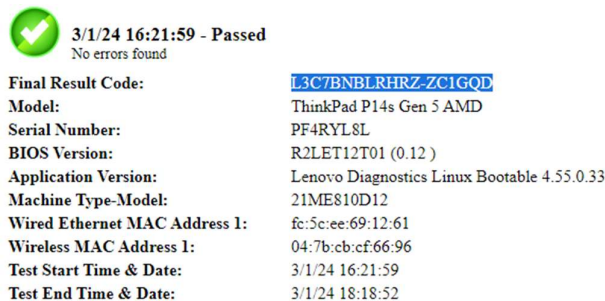 3/1/24 16:21:59 - Passed
No errors found
Final Result Code: L3C7BNBLRHRZ-ZC1GQD
Model: ThinkPad P14s Gen 5 AMD
Serial Number: PF4RYL8L
BIOS Version: R2LET12T01 (0.12 )
Application Version: Lenovo Diagnostics Linux Bootable 4.55.0.33
Machine Type-Model: 21ME810D12
Wired Ethernet MAC Address 1: fc:5c:ee:69:12:61
Wireless MAC Address 1: 04:7b:cb:cf:66:96
Test Start Time & Date: 3/1/24 16:21:59
Test End Time & Date: 3/1/24 18:18:52